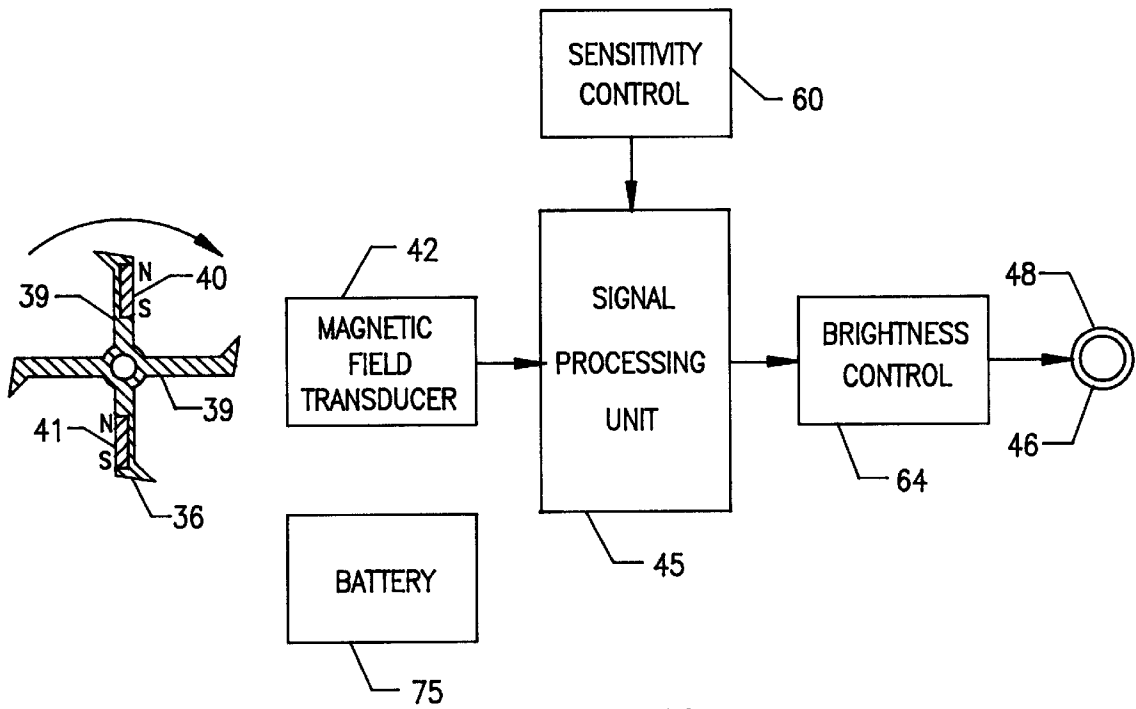 SENSITIVITY
CONTROL
60
N
40
S
39
39
N
41
S
36
42
MAGNETIC
FIELD
TRANSDUCER
SIGNAL
PROCESSING
UNIT
45
BRIGHTNESS
CONTROL
64
48
46
BATTERY
75